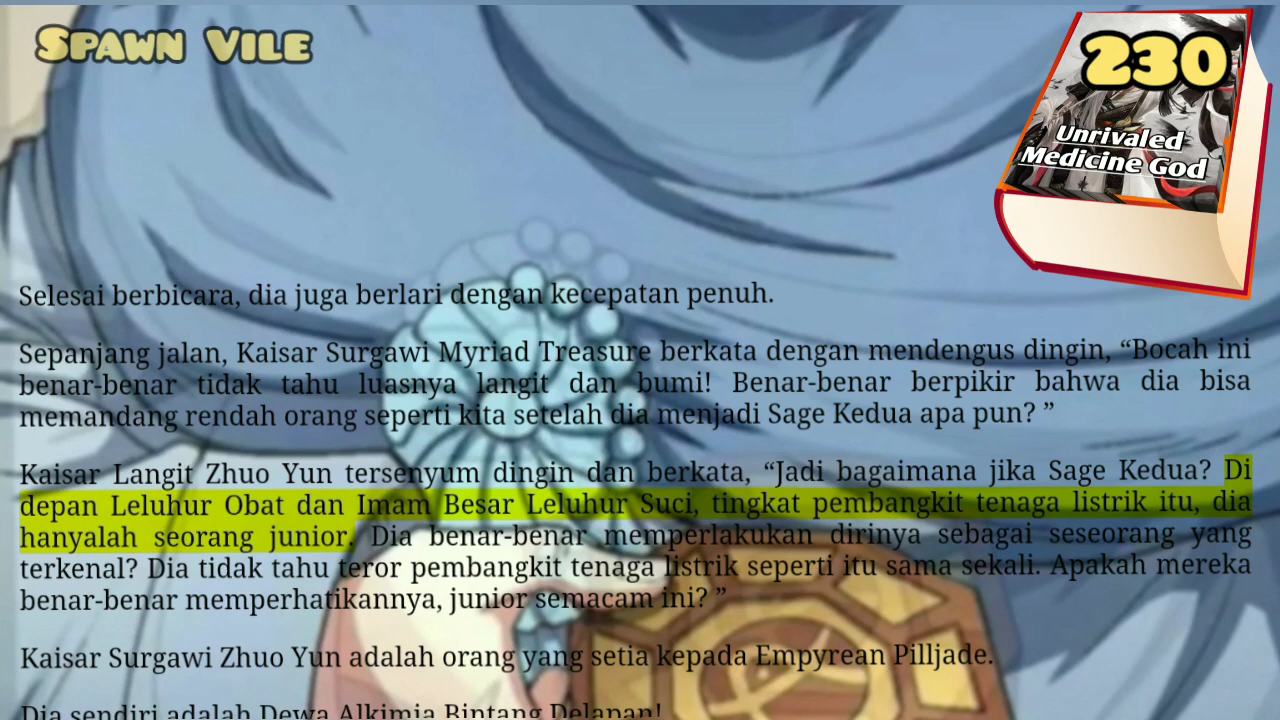 Spawn Vile
230
Unrivaled
Medicine God
Selesai berbicara, dia juga berlari dengan kecepatan penuh.
Sepanjang jalan, Kaisar Surgawi Myriad Treasure berkata dengan mendengus dingin, “Bocah ini
benar-benar tidak tahu luasnya langit dan bumi! Benar-benar berpikir bahwa dia bisa
memandang rendah orang seperti kita setelah dia menjadi Sage Kedua apa pun? ”
Kaisar Langit Zhuo Yun tersenyum dingin dan berkata, “Jadi bagaimana jika Sage Kedua? Di
depan Leluhur Obat dan Imam Besar Leluhur Suci, tingkat pembangkit tenaga listrik itu, dia
hanyalah seorang junior. Dia benar-benar memperlakukan dirinya sebagai seseorang yang
terkenal? Dia tidak tahu teror pembangkit tenaga listrik seperti itu sama sekali. Apakah mereka
benar-benar memperhatikannya, junior semacam ini? ”
Kaisar Surgawi Zhuo Yun adalah orang yang setia kepada Empyrean Pilljade.
Dia sendiri adalah Dewa Alkimia Bintang Delapan!